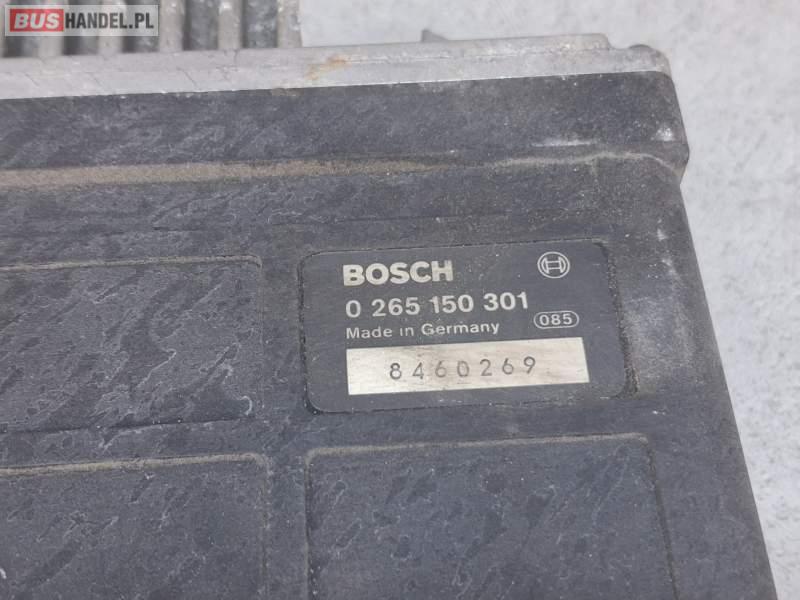 BUSHANDEL.PL
BOSCH
0 265 150 301
Made in Germany
085
8460269